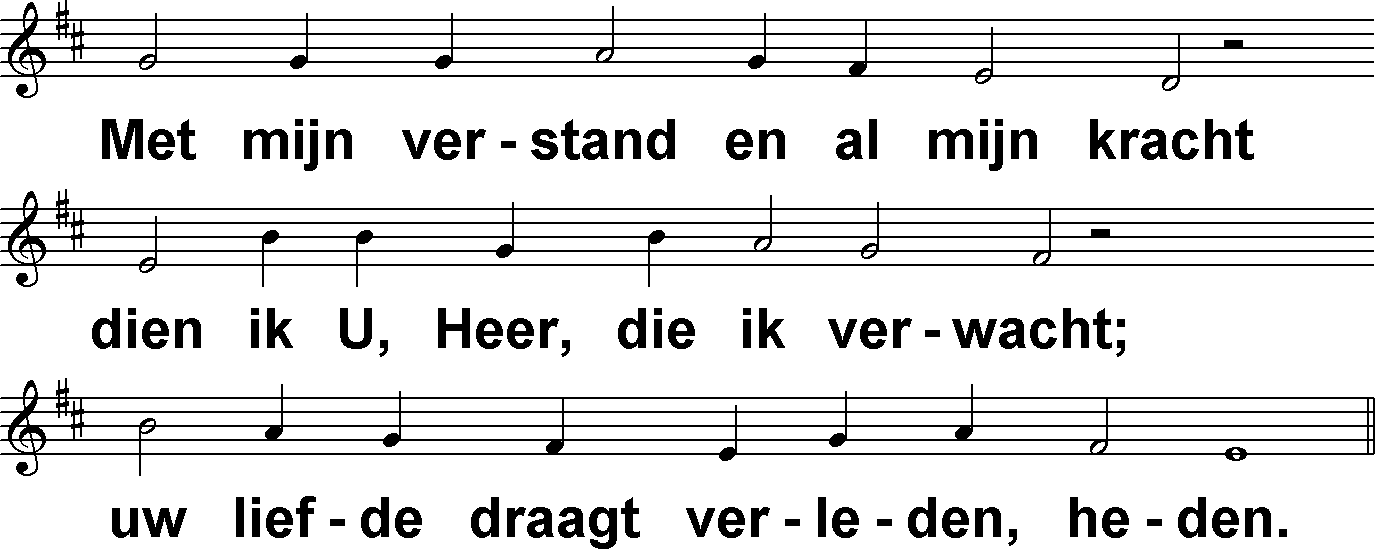 Met mijn ver - stand en al mijn kracht
dien ik U, Heer, die ik ver - wacht;
uw lief - de draagt ver - le - den, he - den.